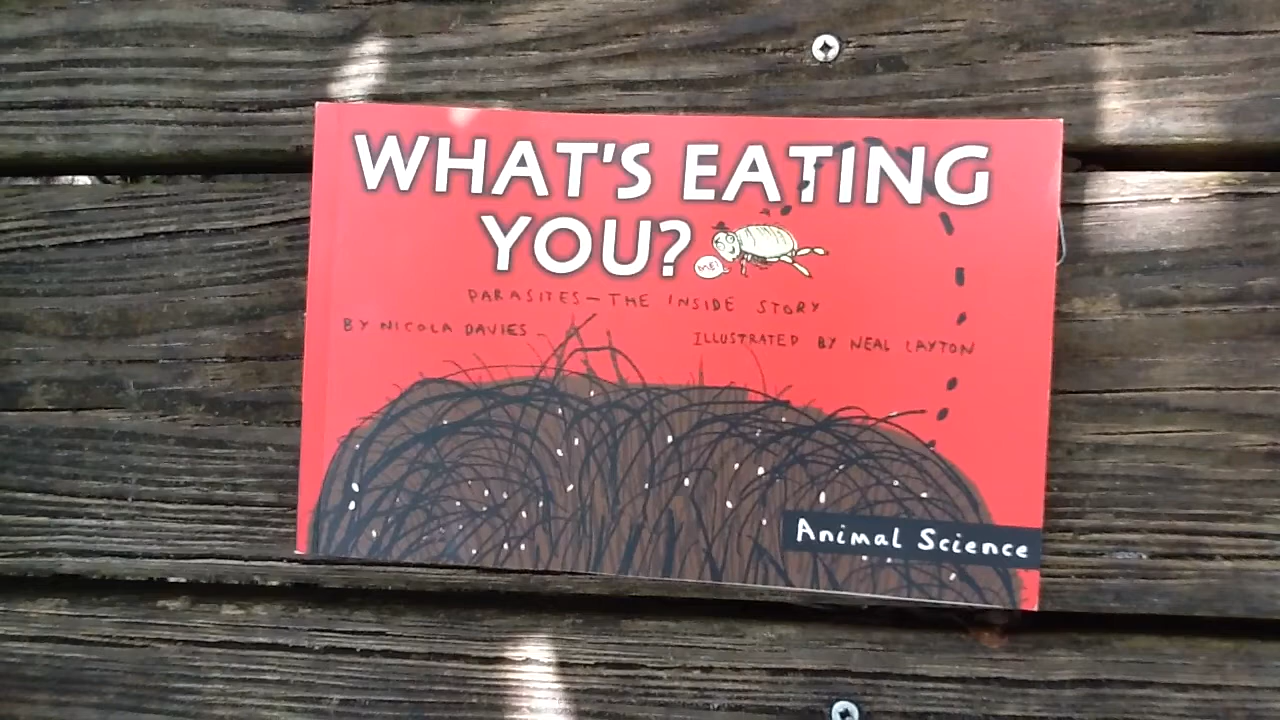 WHAT'S EATING
YOU?
ME?
PARASITES—THE INSIDE STORY
BY NICOLA DAVIES
ILLUSTRATED BY NEAL LAYTON
Animal Science